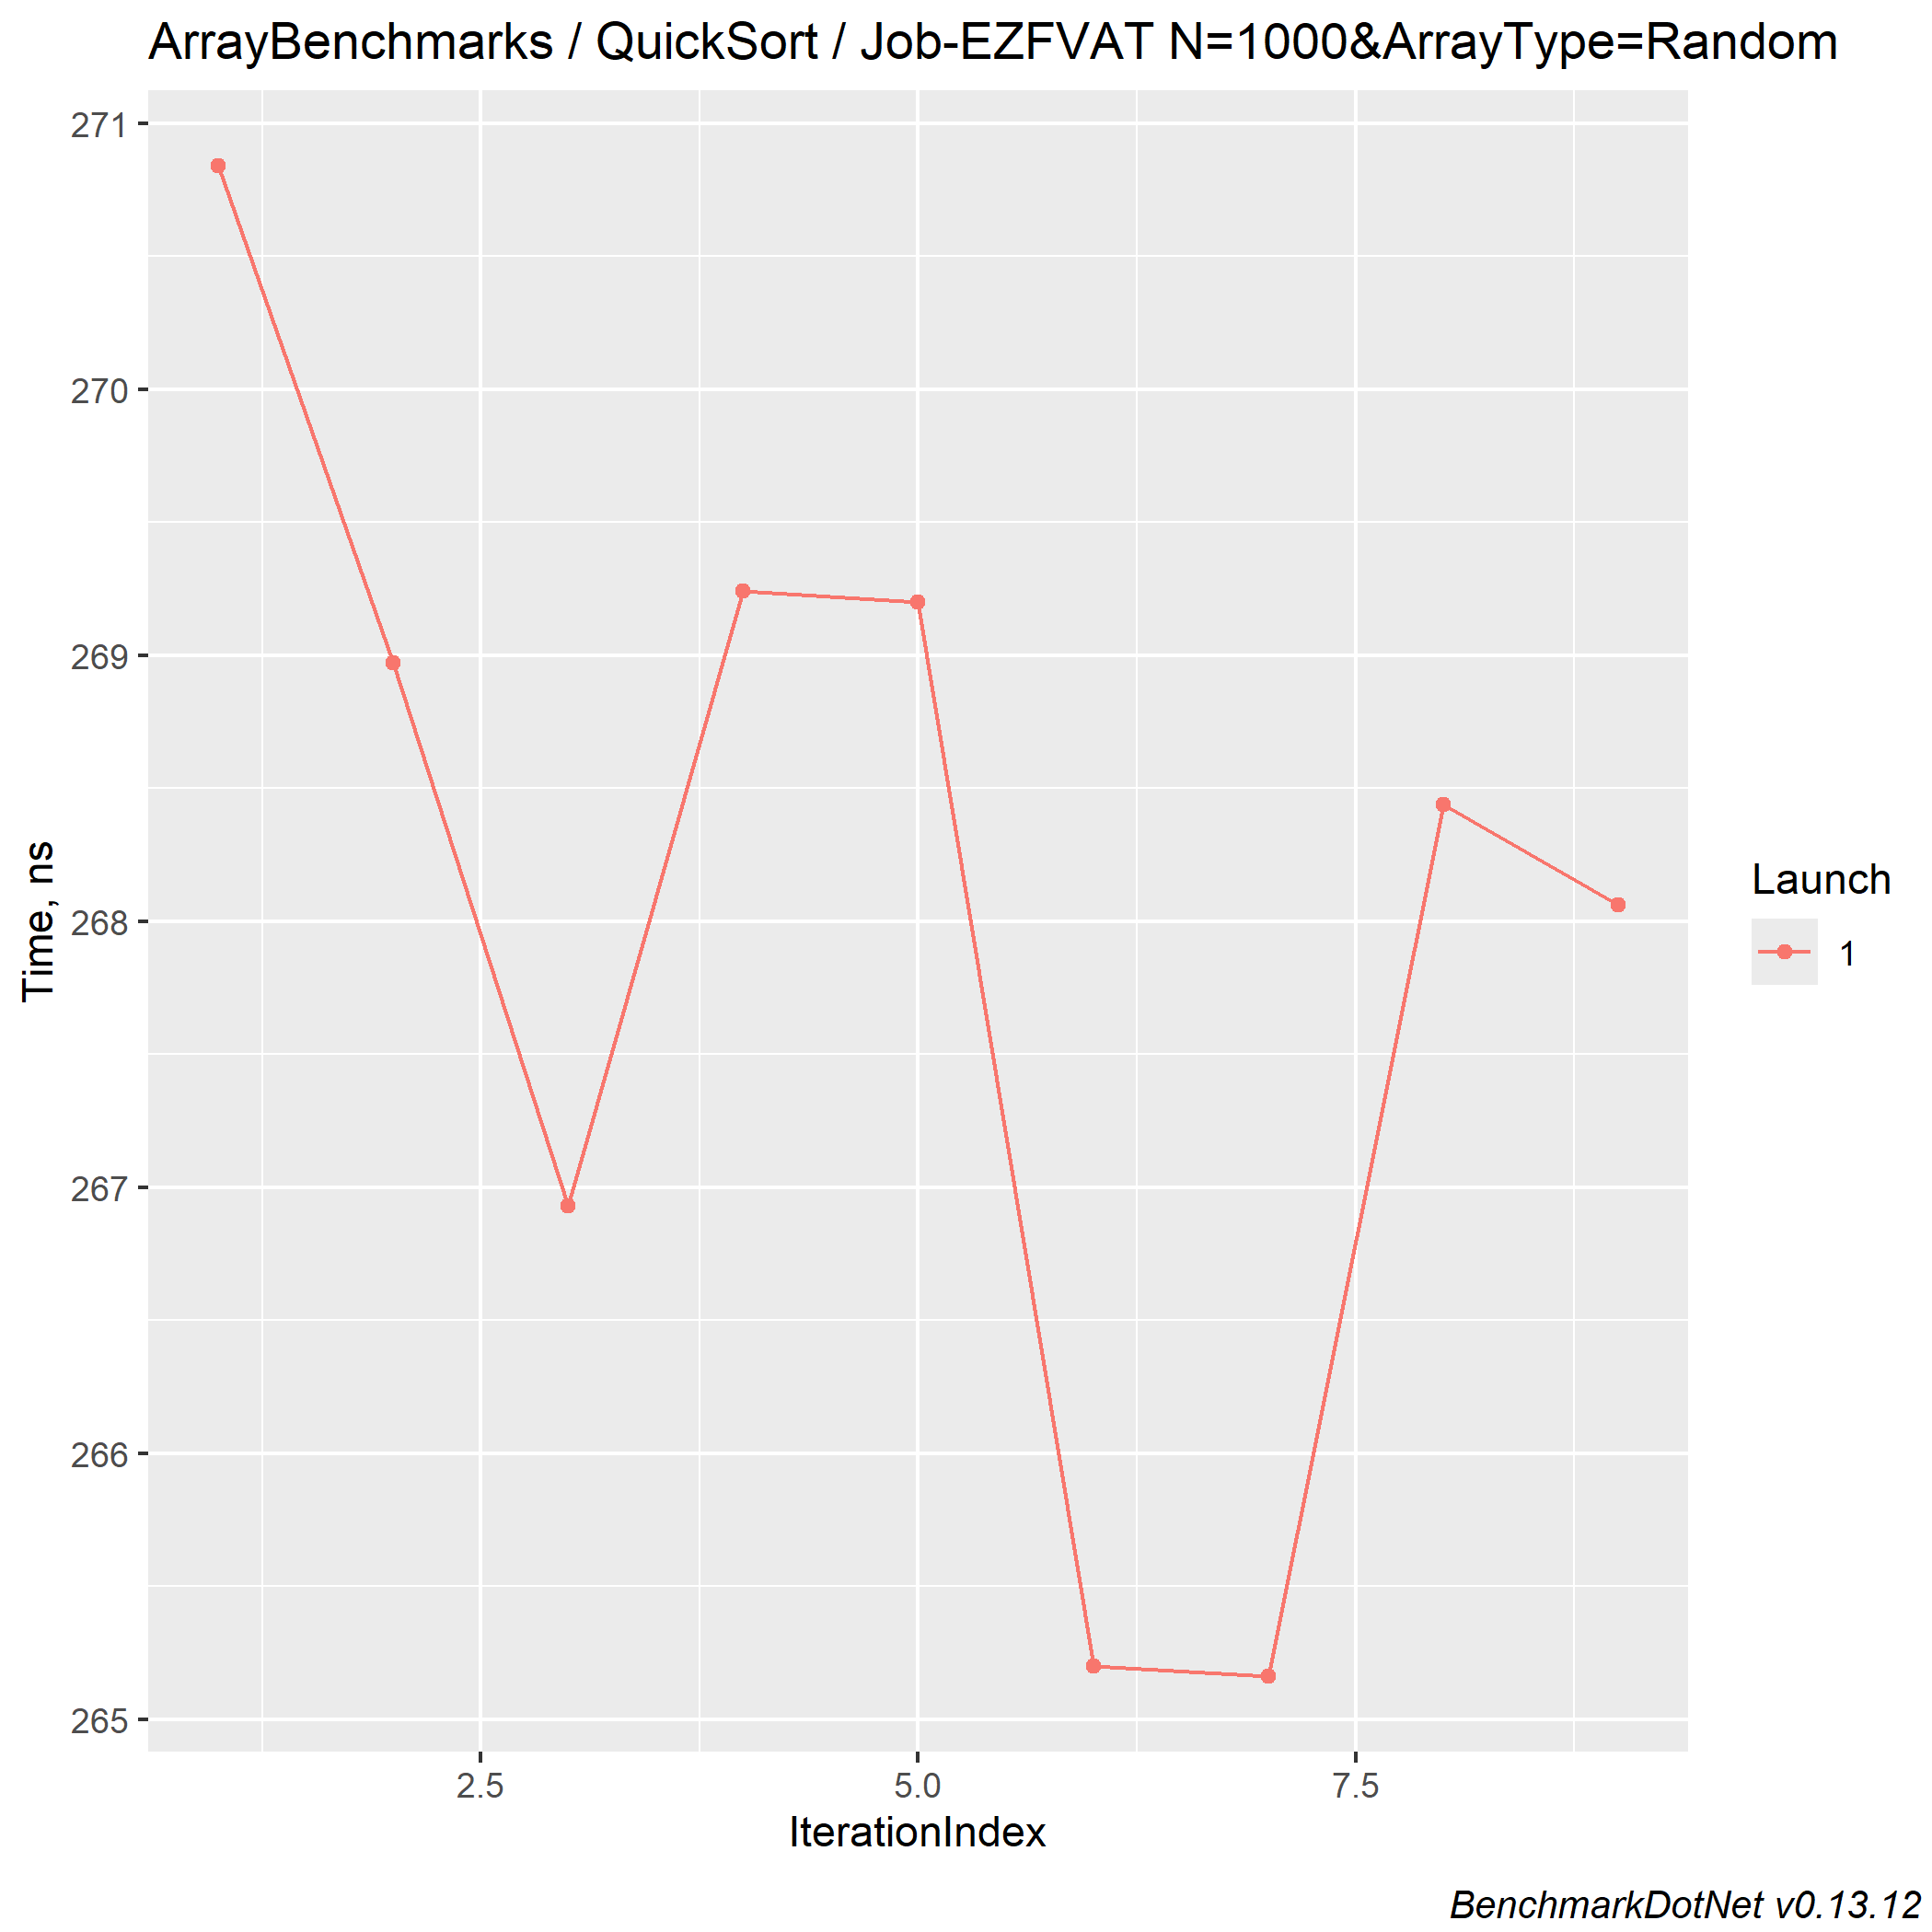 ArrayBenchmarks / QuickSort / Job-EZFVAT N=1000&ArrayType=Random
271
270
269
268
267
266
265
Time, ns
2.5 5.0 7.5
IterationIndex
Launch
1
BenchmarkDotNet v0.13.12